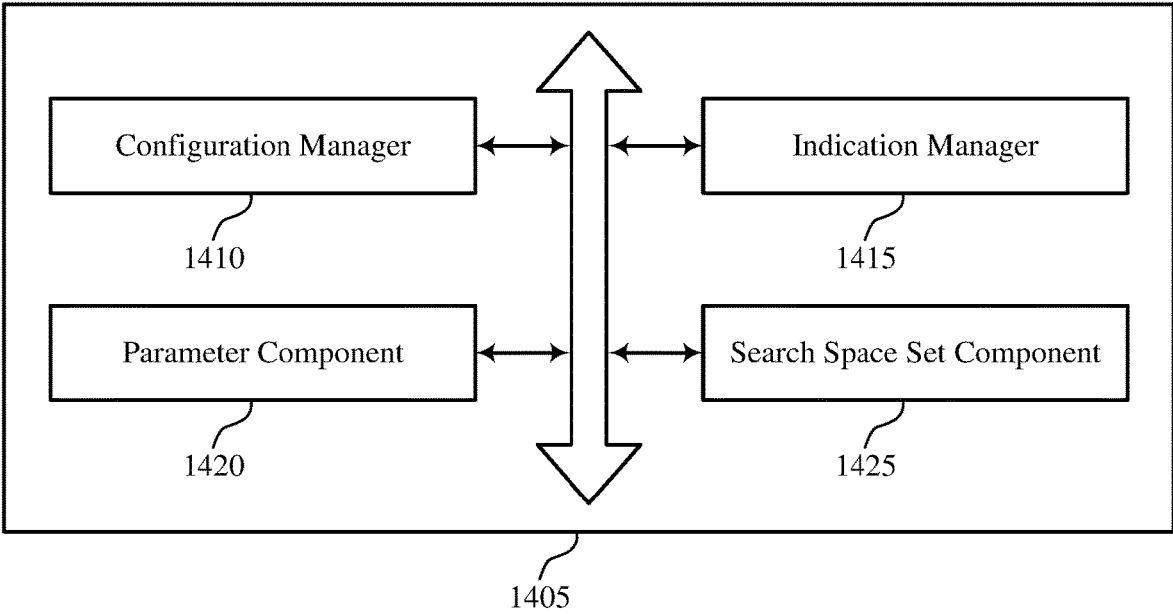 Configuration Manager
Indication Manager
1410
1415
Parameter Component
Search Space Set Component
1420
1425
1405